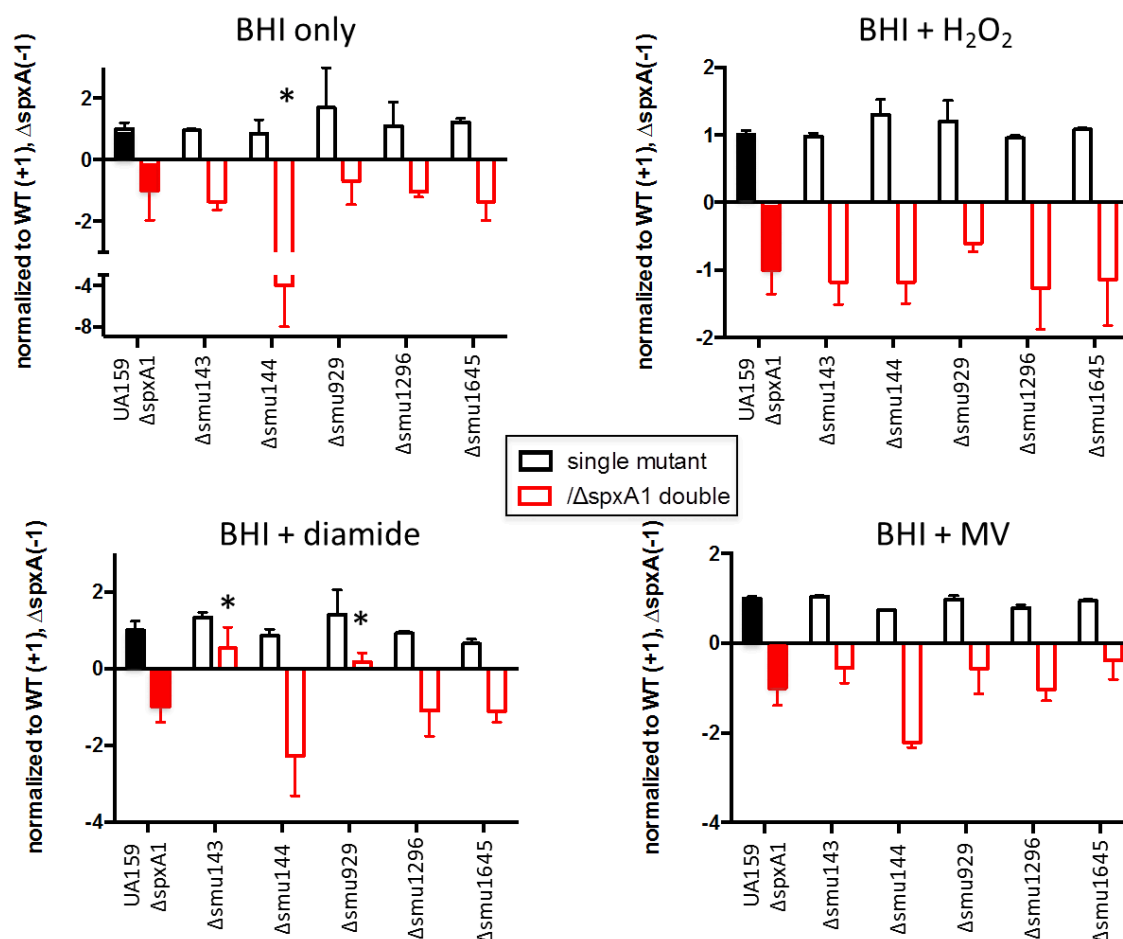 BHI only
normalized to WT (+1), ΔspxA(-1)
2
0
-2
-4
-8
*
UA159
ΔspxA1
Δsmu143
Δsmu144
Δsmu929
Δsmu1296
Δsmu1645
BHI + H₂O₂
normalized to WT (+1), ΔspxA(-1)
2
1
0
-1
-2
UA159
ΔspxA1
Δsmu143
Δsmu144
Δsmu929
Δsmu1296
Δsmu1645
single mutant
/ΔspxA1 double
BHI + diamide
normalized to WT (+1), ΔspxA(-1)
2
0
-2
-4
*
*
UA159
ΔspxA1
Δsmu143
Δsmu144
Δsmu929
Δsmu1296
Δsmu1645
BHI + MV
normalized to WT (+1), ΔspxA(-1)
2
0
-2
-4
UA159
ΔspxA1
Δsmu143
Δsmu144
Δsmu929
Δsmu1296
Δsmu1645